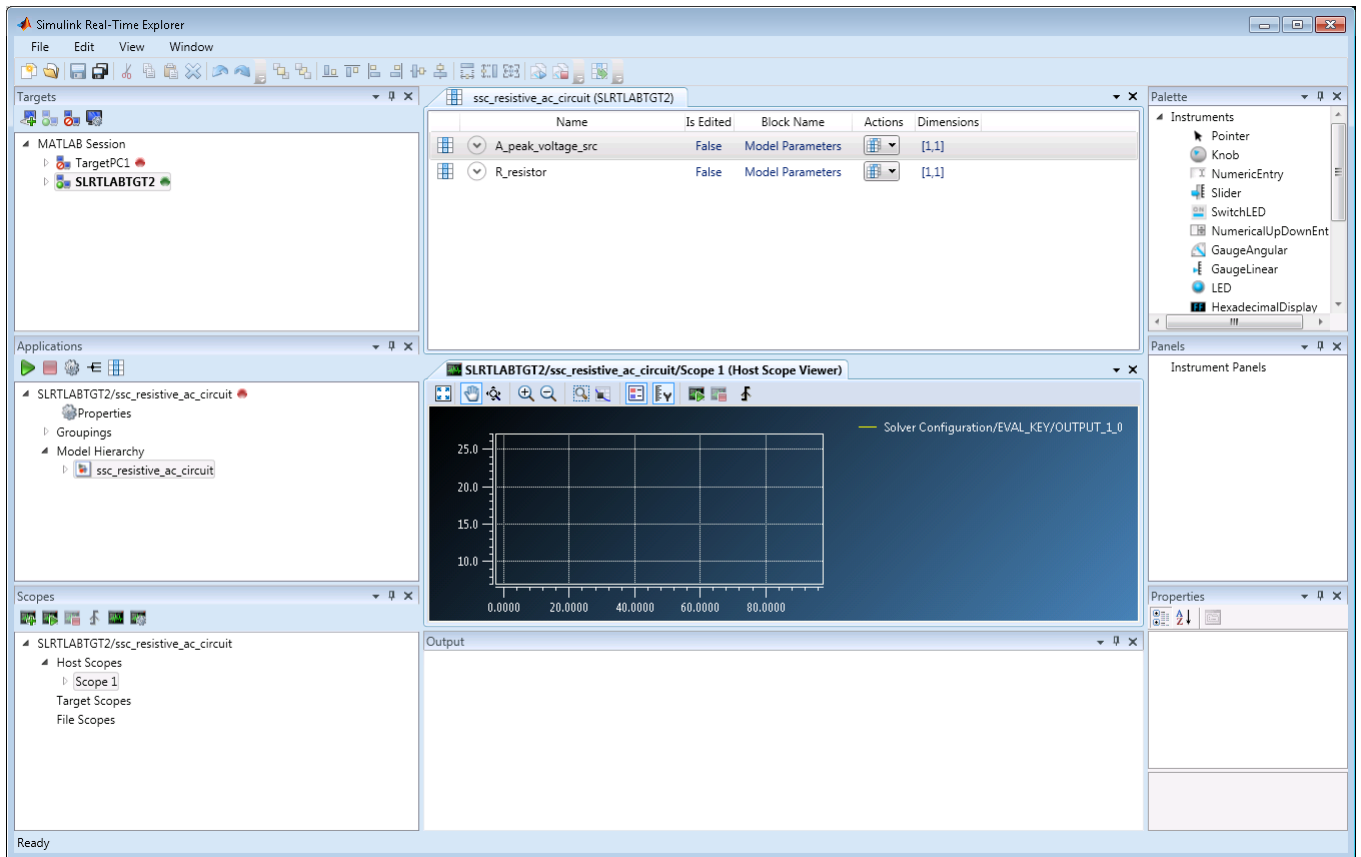 Simulink Real-Time Explorer
File Edit View Window
Targets
MATLAB Session
TargetPC1
SLRTLABTGT2
ssc_resistive_ac_circuit (SLRTLABTGT2)
Name Is Edited Block Name Actions Dimensions
A_peak_voltage_src False Model Parameters [1,1]
R_resistor False Model Parameters [1,1]
Palette
Instruments
Pointer
Knob
NumericEntry
Slider
SwitchLED
NumericalUpDownEnt
GaugeAngular
GaugeLinear
LED
HexadecimalDisplay
Applications
SLRTLABTGT2/ssc_resistive_ac_circuit
Properties
Groupings
Model Hierarchy
ssc_resistive_ac_circuit
SLRTLABTGT2/ssc_resistive_ac_circuit/Scope 1 (Host Scope Viewer)
Solver Configuration/EVAL_KEY/OUTPUT_1_0
25.0
20.0
15.0
10.0
0.0000 20.0000 40.0000 60.0000 80.0000
Panels
Instrument Panels
Scopes
SLRTLABTGT2/ssc_resistive_ac_circuit
Host Scopes
Scope 1
Target Scopes
File Scopes
Output
Properties
Ready